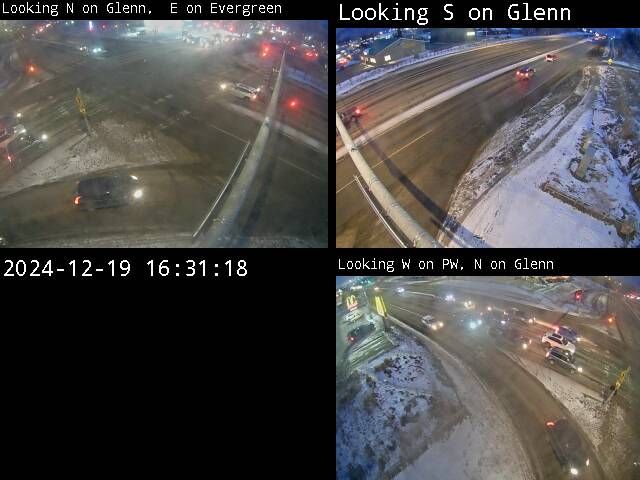 Looking N on Glenn,  E on Evergreen
Looking S on Glenn
2024-12-19 16:31:18
Looking W on PW, N on Glenn